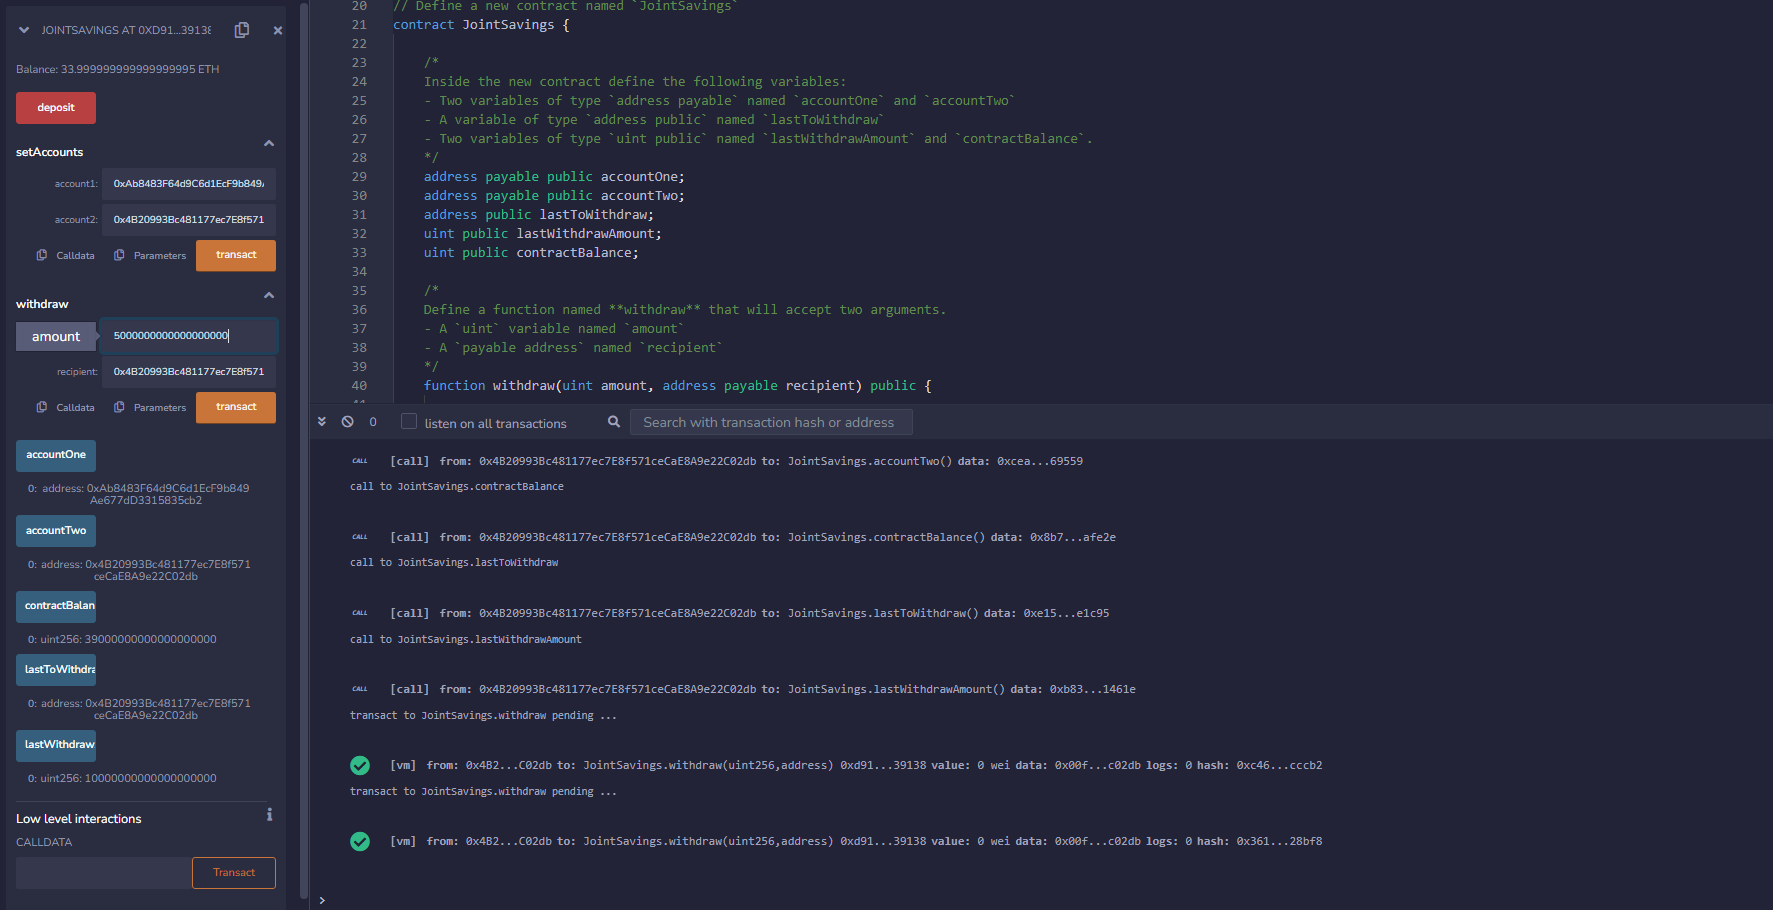 JOINTSAVINGS AT 0XD91...39138
Balance: 33.999999999999999995 ETH
deposit
setAccounts
account1: 0xAb8483F64d9C6d1EcF9b849
account2: 0x4B20993Bc481177ec7E8f571
Calldata Parameters transact
withdraw
amount 5000000000000000000
recipient: 0x4B20993Bc481177ec7E8f571
Calldata Parameters transact
accountOne
0: address: 0xAb8483F64d9C6d1EcF9b849
Ae677dD3315835cb2
accountTwo
0: address: 0x4B20993Bc481177ec7E8f571
ceCaE8A9e22C02db
contractBalan
0: uint256: 39000000000000000000
lastToWithdra
0: address: 0x4B20993Bc481177ec7E8f571
ceCaE8A9e22C02db
lastWithdraw
0: uint256: 10000000000000000000
Low level interactions
CALLDATA
Transact
20 // Define a new contract named `JointSavings`
21 contract JointSavings {
22
23 /*
24 Inside the new contract define the following variables:
25 - Two variables of type `address payable` named `accountOne` and `accountTwo`
26 - A variable of type `address public` named `lastToWithdraw`
27 - Two variables of type `uint public` named `lastWithdrawAmount` and `contractBalance`.
28 */
29 address payable public accountOne;
30 address payable public accountTwo;
31 address public lastToWithdraw;
32 uint public lastWithdrawAmount;
33 uint public contractBalance;
34
35 /*
36 Define a function named **withdraw** that will accept two arguments.
37 - A `uint` variable named `amount`
38 - A `payable address` named `recipient`
39 */
40 function withdraw(uint amount, address payable recipient) public {
41
0 listen on all transactions Search with transaction hash or address
CALL [call] from: 0x4B20993Bc481177ec7E8f571ceCaE8A9e22C02db to: JointSavings.accountTwo() data: 0xcea...69559
call to JointSavings.contractBalance
CALL [call] from: 0x4B20993Bc481177ec7E8f571ceCaE8A9e22C02db to: JointSavings.contractBalance() data: 0x8b7...afe2e
call to JointSavings.lastToWithdraw
CALL [call] from: 0x4B20993Bc481177ec7E8f571ceCaE8A9e22C02db to: JointSavings.lastToWithdraw() data: 0xe15...e1c95
call to JointSavings.lastWithdrawAmount
CALL [call] from: 0x4B20993Bc481177ec7E8f571ceCaE8A9e22C02db to: JointSavings.lastWithdrawAmount() data: 0xb83...1461e
transact to JointSavings.withdraw pending ...
[vm] from: 0x4B2...C02db to: JointSavings.withdraw(uint256,address) 0xd91...39138 value: 0 wei data: 0x00f...c02db logs: 0 hash: 0xc46...cccb2
transact to JointSavings.withdraw pending ...
[vm] from: 0x4B2...C02db to: JointSavings.withdraw(uint256,address) 0xd91...39138 value: 0 wei data: 0x00f...c02db logs: 0 hash: 0x361...28bf8
>